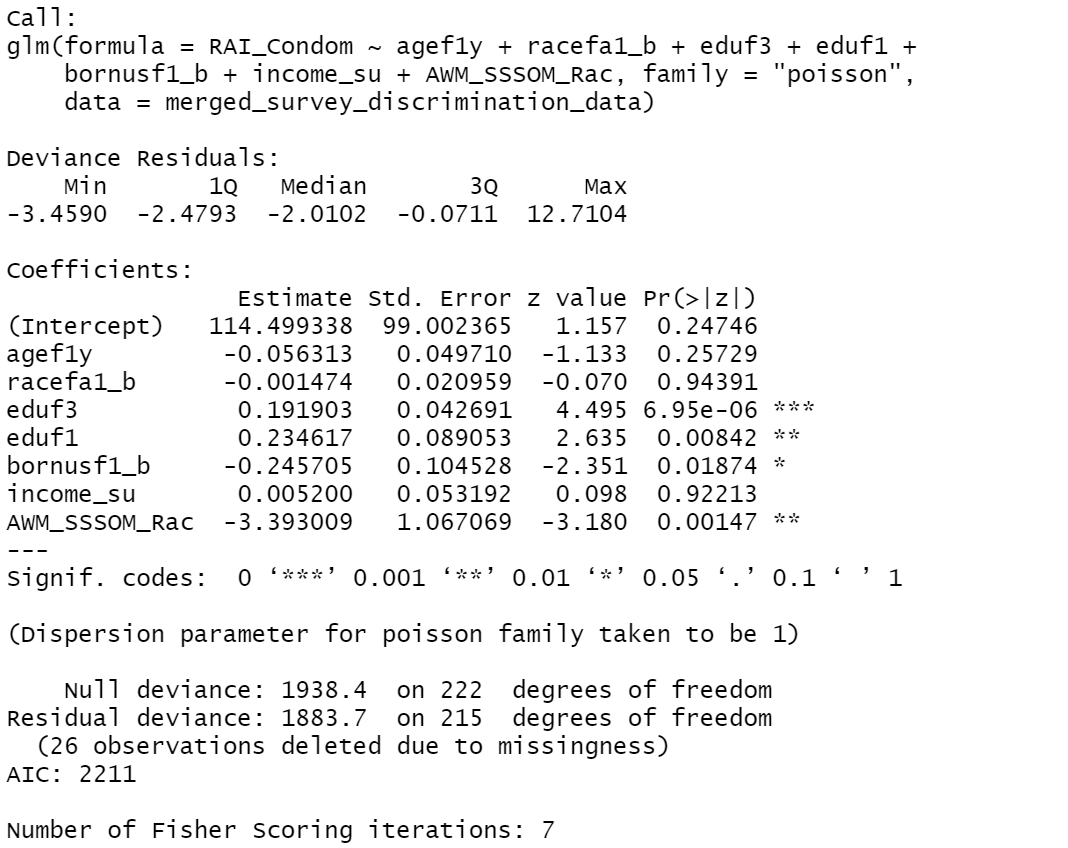 Call:
glm(formula = RAI_Condom ~ agef1y + racefa1_b + eduf3 + eduf1 +
    bornusf1_b + income_su + AWM_SSSOM_Rac, family = "poisson",
    data = merged_survey_discrimination_data)

Deviance Residuals:
    Min       1Q   Median       3Q      Max
-3.4590  -2.4793  -2.0102  -0.0711  12.7104

Coefficients:
                Estimate Std. Error z value Pr(>|z|)
(Intercept)   114.499338  99.002365   1.157  0.24746
agef1y         -0.056313   0.049710  -1.133  0.25729
racefa1_b      -0.001474   0.020959  -0.070  0.94391
eduf3           0.191903   0.042691   4.495 6.95e-06 ***
eduf1           0.234617   0.089053   2.635  0.00842 **
bornusf1_b     -0.245705   0.104528  -2.351  0.01874 *
income_su       0.005200   0.053192   0.098  0.92213
AWM_SSSOM_Rac  -3.393009   1.067069  -3.180  0.00147 **
---
Signif. codes:  0 ‘***’ 0.001 ‘**’ 0.01 ‘*’ 0.05 ‘.’ 0.1 ‘ ’ 1

(Dispersion parameter for poisson family taken to be 1)

    Null deviance: 1938.4  on 222  degrees of freedom
Residual deviance: 1883.7  on 215  degrees of freedom
  (26 observations deleted due to missingness)
AIC: 2211

Number of Fisher Scoring iterations: 7